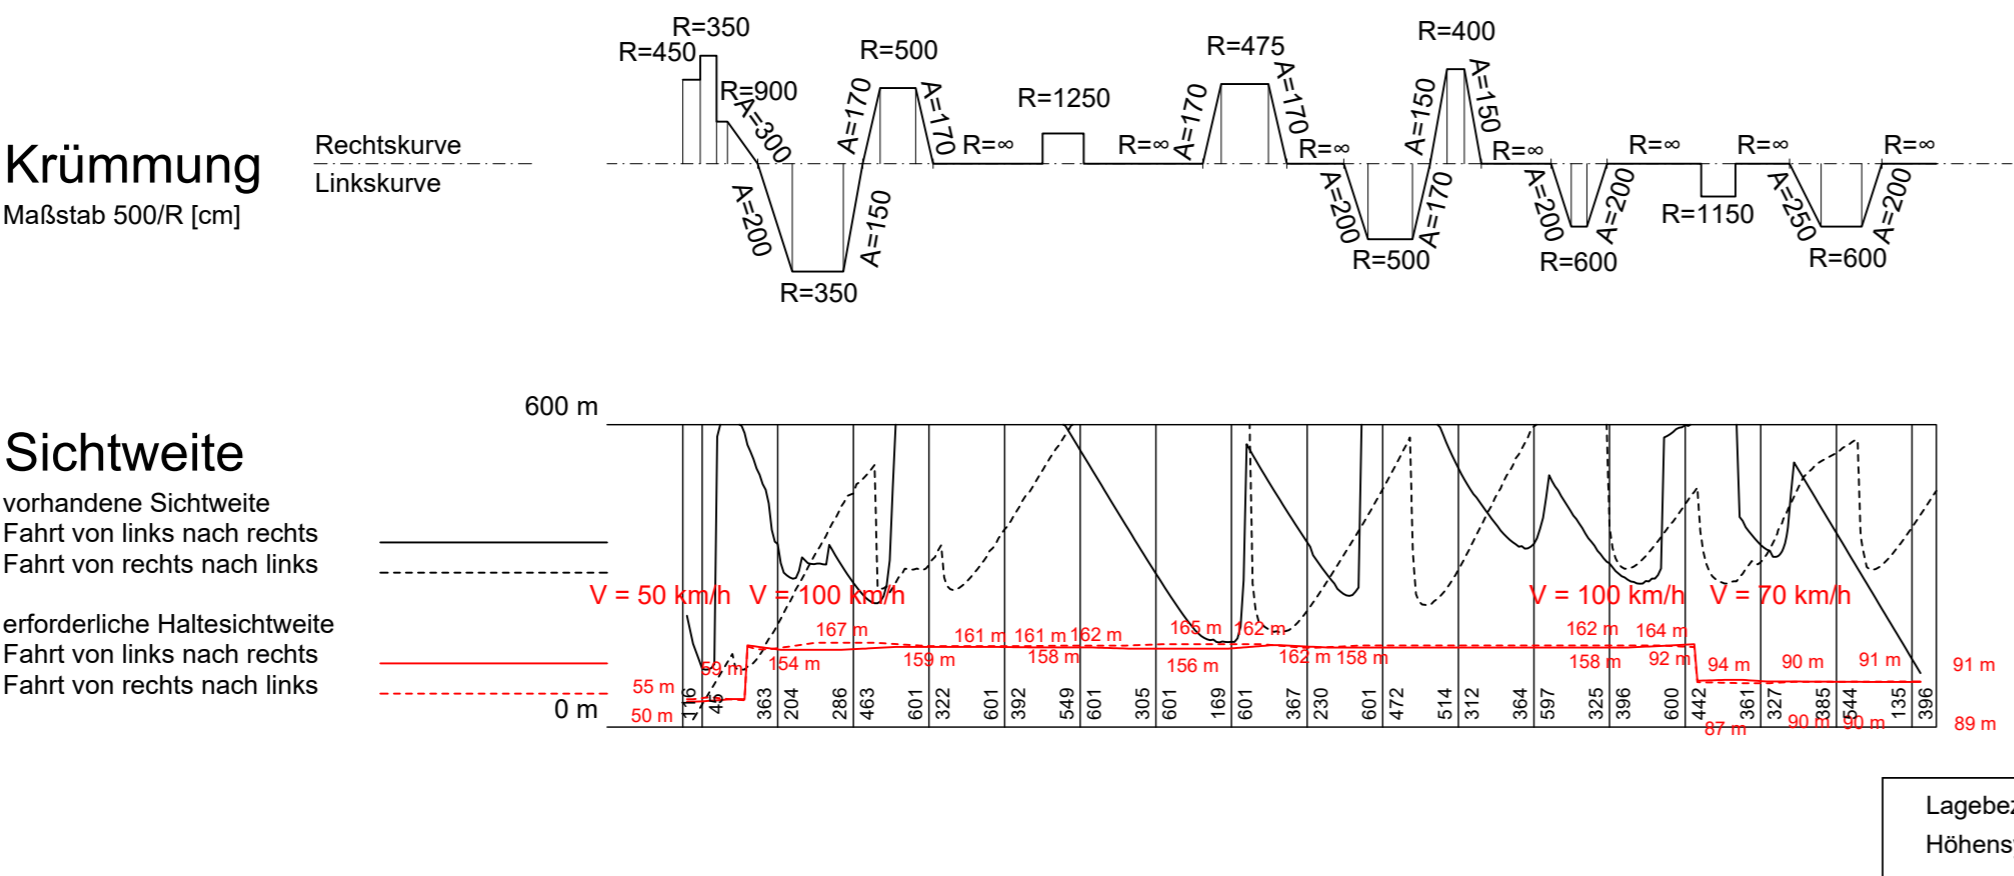 R=350
R=450
R=500
R=475
R=400
R=900
R=1250
A=300
A=170
A=170
A=170
A=170
A=150
A=150
Krümmung
Rechtskurve
Linkskurve
Maßstab 500/R [cm]
R=∞
R=∞
R=∞
R=∞
R=∞
R=∞
R=∞
A=200
A=150
A=200
A=170
A=200
A=200
A=250
A=200
R=350
R=500
R=600
R=1150
R=600
600 m
Sichtweite
vorhandene Sichtweite
Fahrt von links nach rechts
Fahrt von rechts nach links
V = 50 km/h V = 100 km/h V = 100 km/h V = 70 km/h
erforderliche Haltesichtweite
Fahrt von links nach rechts
Fahrt von rechts nach links
167 m 161 m 161 m 162 m 165 m 162 m 162 m 164 m
59 m 154 m 159 m 158 m 156 m 162 m 158 m 158 m 92 m 94 m 90 m 91 m 91 m
55 m
50 m
0 m
116 45 363 204 286 463 601 322 601 392 549 601 305 601 169 601 367 230 601 472 514 312 364 597 325 396 600 442 361 327 385 544 135 396
87 m 90 m 90 m 89 m
Lagebez
Höhens